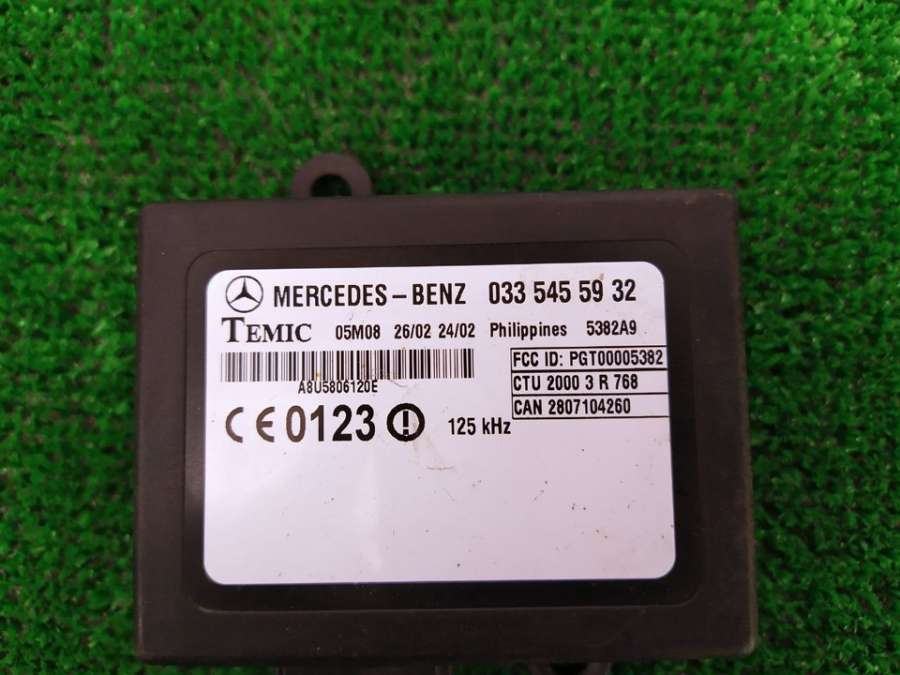 MERCEDES-BENZ 033 545 59 32
TEMIC 05M08 26/02 24/02 Philippines 5382A9
FCC ID: PGT00005382
CTU 2000 3 R 768
A8U5806120E
CAN 2807104260
CE 0123 125 kHz